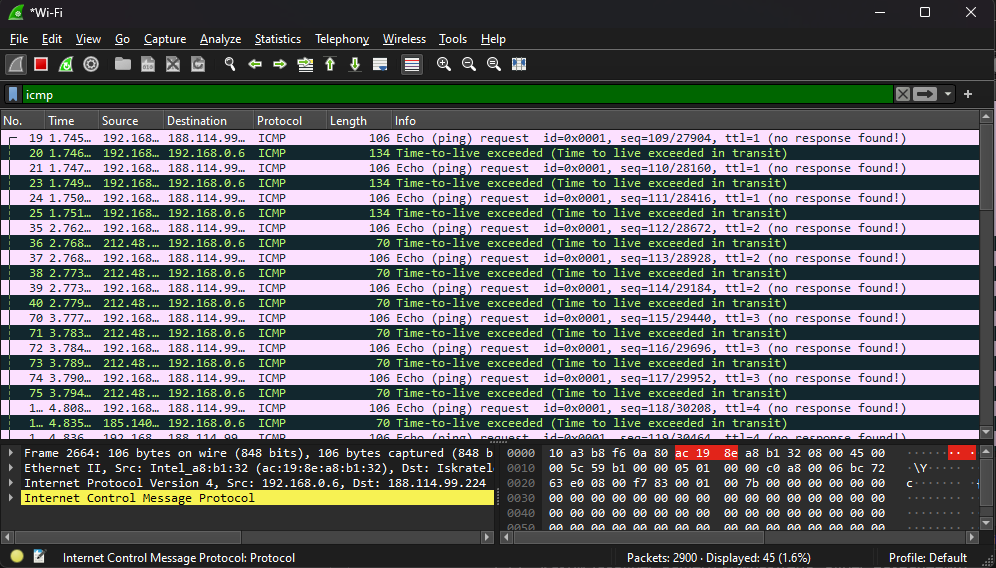 *Wi-Fi
File Edit View Go Capture Analyze Statistics Telephony Wireless Tools Help
icmp
No. Time Source Destination Protocol Length Info
19 1.745… 192.168… 188.114.99… ICMP 106 Echo (ping) request id=0x0001, seq=109/27904, ttl=1 (no response found!)
20 1.746… 192.168… 192.168.0.6 ICMP 134 Time-to-live exceeded (Time to live exceeded in transit)
21 1.747… 192.168… 188.114.99… ICMP 106 Echo (ping) request id=0x0001, seq=110/28160, ttl=1 (no response found!)
23 1.749… 192.168… 192.168.0.6 ICMP 134 Time-to-live exceeded (Time to live exceeded in transit)
24 1.750… 192.168… 188.114.99… ICMP 106 Echo (ping) request id=0x0001, seq=111/28416, ttl=1 (no response found!)
25 1.751… 192.168… 192.168.0.6 ICMP 134 Time-to-live exceeded (Time to live exceeded in transit)
35 2.762… 192.168… 188.114.99… ICMP 106 Echo (ping) request id=0x0001, seq=112/28672, ttl=2 (no response found!)
36 2.768… 212.48.… 192.168.0.6 ICMP 70 Time-to-live exceeded (Time to live exceeded in transit)
37 2.768… 192.168… 188.114.99… ICMP 106 Echo (ping) request id=0x0001, seq=113/28928, ttl=2 (no response found!)
38 2.773… 212.48.… 192.168.0.6 ICMP 70 Time-to-live exceeded (Time to live exceeded in transit)
39 2.773… 192.168… 188.114.99… ICMP 106 Echo (ping) request id=0x0001, seq=114/29184, ttl=2 (no response found!)
40 2.779… 212.48.… 192.168.0.6 ICMP 70 Time-to-live exceeded (Time to live exceeded in transit)
70 3.777… 192.168… 188.114.99… ICMP 106 Echo (ping) request id=0x0001, seq=115/29440, ttl=3 (no response found!)
71 3.783… 212.48.… 192.168.0.6 ICMP 70 Time-to-live exceeded (Time to live exceeded in transit)
72 3.784… 192.168… 188.114.99… ICMP 106 Echo (ping) request id=0x0001, seq=116/29696, ttl=3 (no response found!)
73 3.789… 212.48.… 192.168.0.6 ICMP 70 Time-to-live exceeded (Time to live exceeded in transit)
74 3.790… 192.168… 188.114.99… ICMP 106 Echo (ping) request id=0x0001, seq=117/29952, ttl=3 (no response found!)
75 3.794… 212.48.… 192.168.0.6 ICMP 70 Time-to-live exceeded (Time to live exceeded in transit)
1… 4.808… 192.168… 188.114.99… ICMP 106 Echo (ping) request id=0x0001, seq=118/30208, ttl=4 (no response found!)
1… 4.835… 185.140… 192.168.0.6 ICMP 70 Time-to-live exceeded (Time to live exceeded in transit)
1 4.836 192.168 188.114.99 ICMP 106 Echo (ping) request id=0x0001, seq=119/30464, ttl=4 (no response found!)
Frame 2664: 106 bytes on wire (848 bits), 106 bytes captured (848 b
Ethernet II, Src: Intel_a8:b1:32 (ac:19:8e:a8:b1:32), Dst: Iskratel
Internet Protocol Version 4, Src: 192.168.0.6, Dst: 188.114.99.224
Internet Control Message Protocol
0000 10 a3 b8 f6 0a 80 ac 19 8e a8 b1 32 08 00 45 00
0010 00 5c 59 b1 00 00 05 01 00 00 c0 a8 00 06 bc 72 ·\Y
0020 63 e0 08 00 f7 83 00 01 00 7b 00 00 00 00 00 00 c
0030 00 00 00 00 00 00 00 00 00 00 00 00 00 00 00 00
0040 00 00 00 00 00 00 00 00 00 00 00 00 00 00 00 00
0050 00 00 00 00 00 00 00 00 00 00 00 00 00 00 00 00
Internet Control Message Protocol: Protocol
Packets: 2900 · Displayed: 45 (1.6%)
Profile: Default